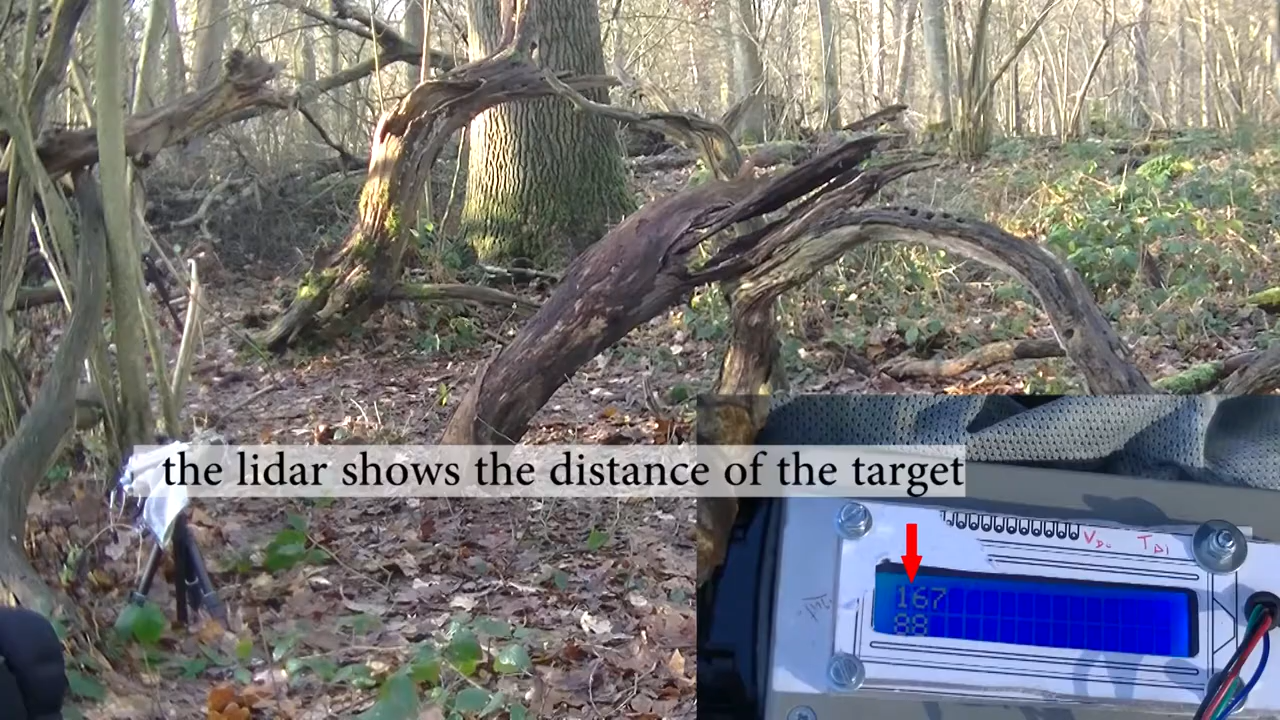 the lidar shows the distance of the target
167
88